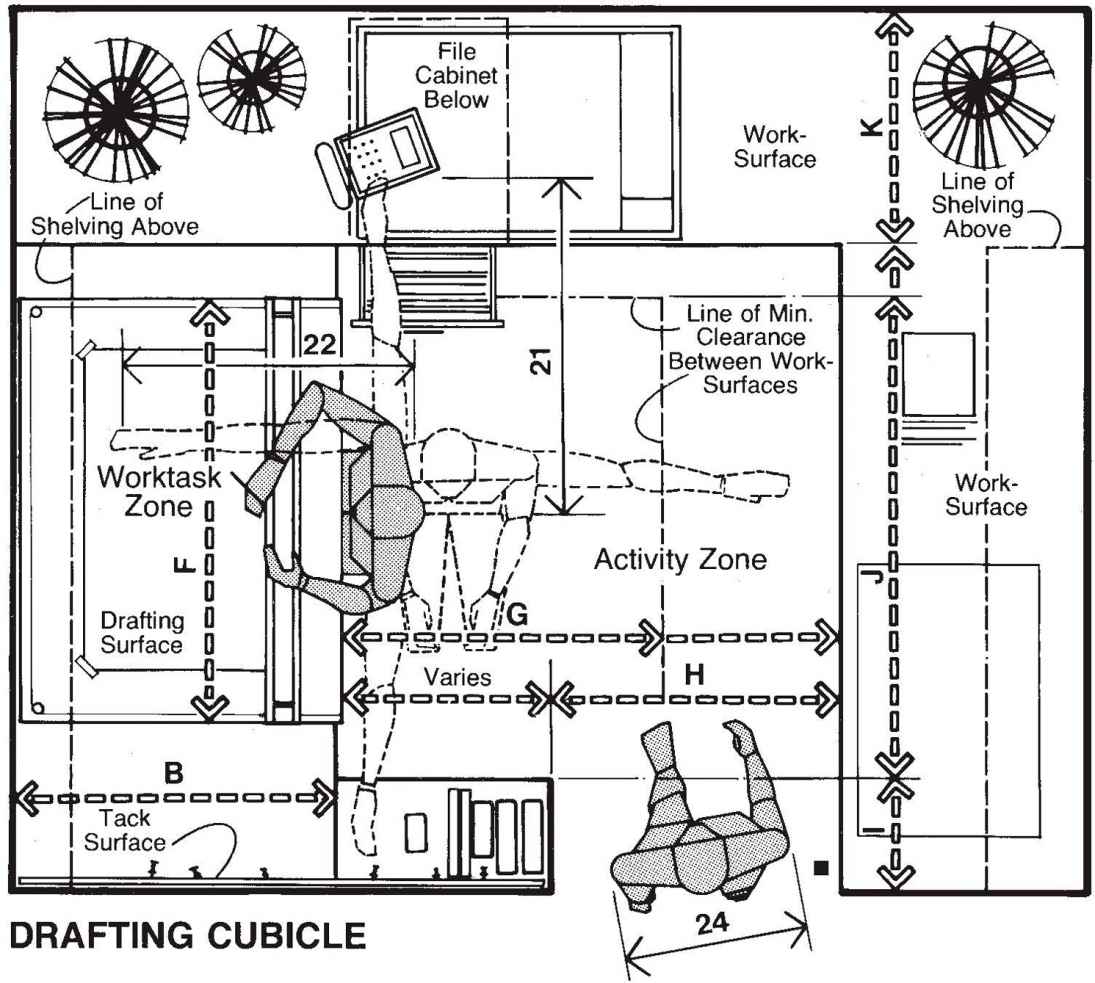 File
Cabinet
Below
Work-
Surface
K
Line of
Shelving Above
Line of
Shelving
Above
22
21
Line of Min.
Clearance
Between Work-
Surfaces
Worktask
Zone
F
Work-
Surface
Activity Zone
J
Drafting
Surface
G
Varies
H
B
Tack
Surface
I
24
DRAFTING CUBICLE